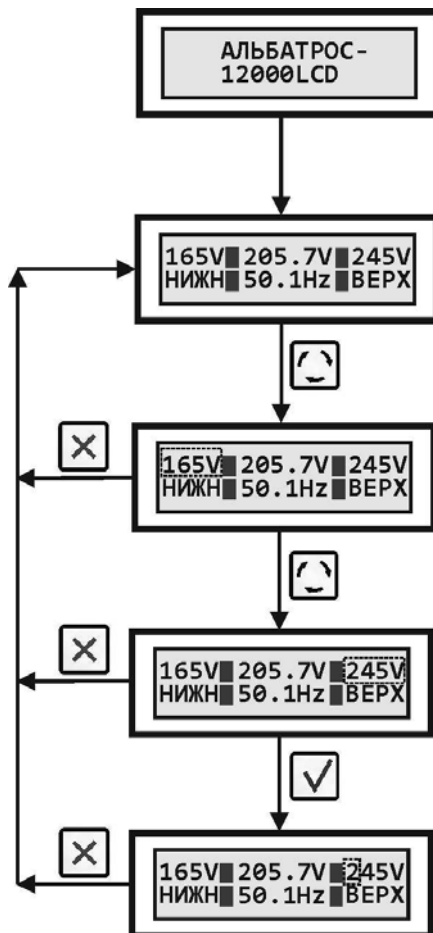 АЛЬБАТРОС-
12000LCD
165V 205.7V 245V
НИЖН 50.1Hz ВЕРХ
165V 205.7V 245V
НИЖН 50.1Hz ВЕРХ
165V 205.7V 245V
НИЖН 50.1Hz ВЕРХ
165V 205.7V 245V
НИЖН 50.1Hz ВЕРХ